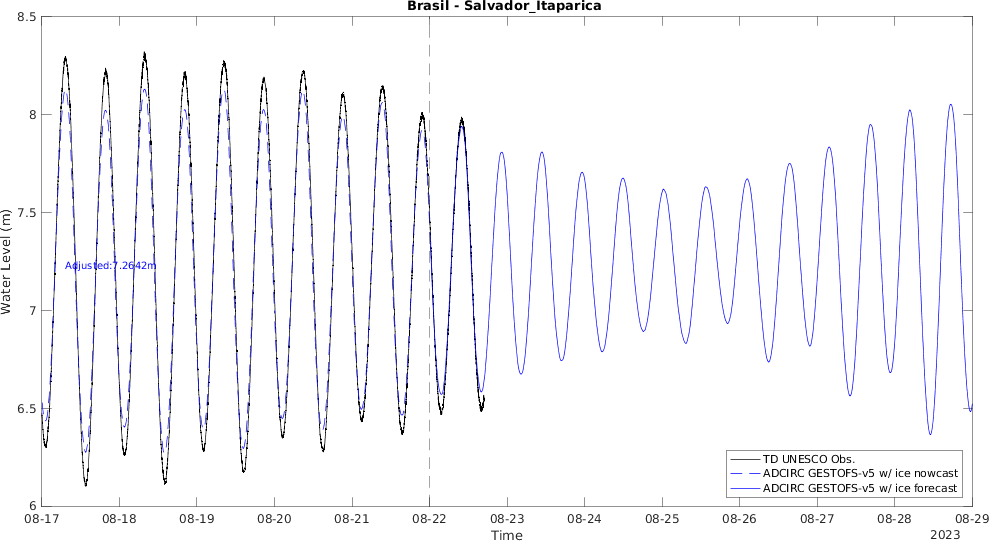 Brasil - Salvador_Itaparica
8.5
8
7.5
7
6.5
6
Water Level (m)
Adjusted:7.2642m
TD UNESCO Obs.
ADCIRC GESTOFS-v5 w/ ice nowcast
ADCIRC GESTOFS-v5 w/ ice forecast
08-17 08-18 08-19 08-20 08-21 08-22 08-23 08-24 08-25 08-26 08-27 08-28 08-29
Time
2023